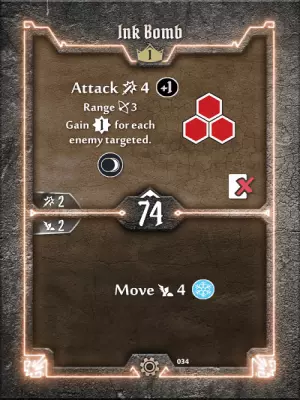 Ink Bomb
1
Attack 4 +1
Range 3
Gain 1 for each
enemy targeted.
2
74
2
Move 4
034